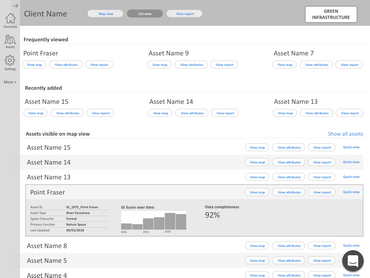 Client Name
Map view
List view
View report
GREEN
INFRASTRUCTURE
Overview
Assets
Settings
More +
Frequently viewed
Point Fraser
Asset Name 9
Asset Name 7
View map View attributes View report
View map View attributes View report
View map View attributes View report
Recently added
Asset Name 15
Asset Name 14
Asset Name 13
View map View attributes View report
View map View attributes View report
View map View attributes View report
Assets visible on map view
Show all assets
Asset Name 15 View map View attributes View report Quick view
Asset Name 14 View map View attributes View report Quick view
Asset Name 13 View map View attributes View report Quick view
Point Fraser View map View attributes View report Quick view
Asset ID
Asset Type River Foreshore
Space Character Formal
Primary function Nature Space
Last Updated
GI Score over time
Data completeness
92%
Asset Name 8 View map View attributes View report Quick view
Asset Name 5 View map View attributes View report Quick view
Asset Name 4 View map View attributes View report